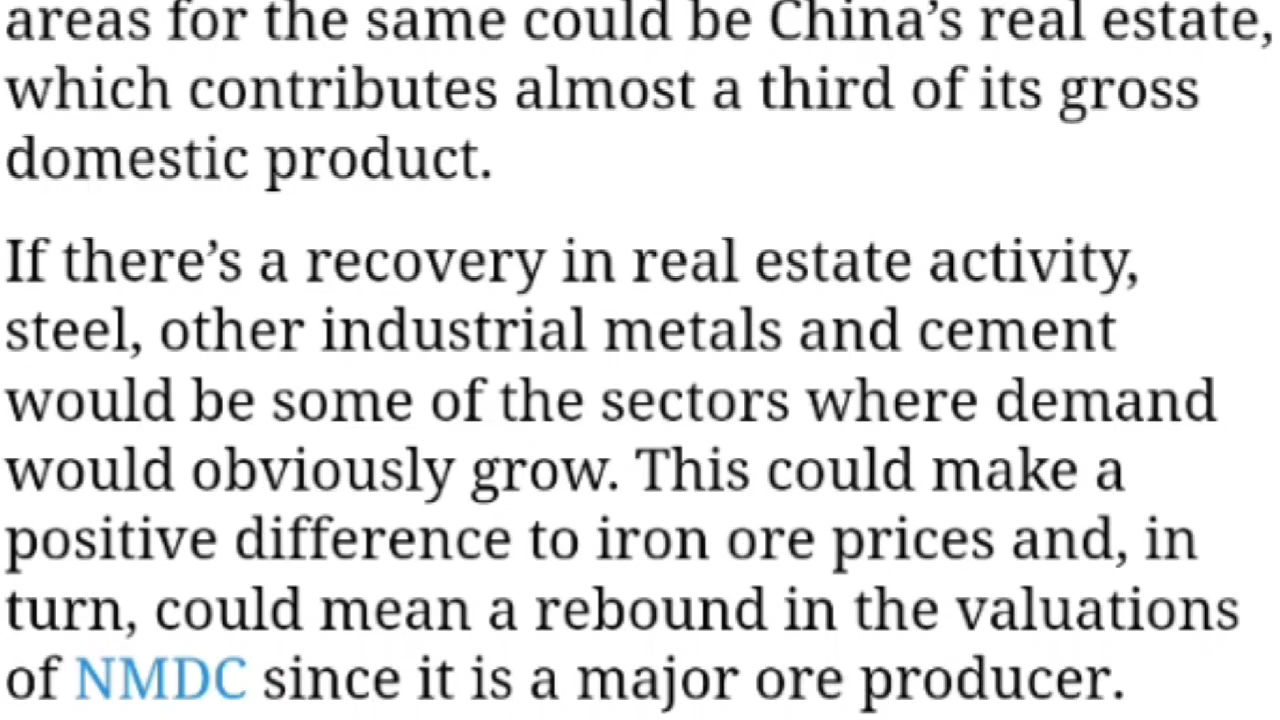 areas for the same could be China’s real estate,
which contributes almost a third of its gross
domestic product.
If there’s a recovery in real estate activity,
steel, other industrial metals and cement
would be some of the sectors where demand
would obviously grow. This could make a
positive difference to iron ore prices and, in
turn, could mean a rebound in the valuations
of NMDC since it is a major ore producer.